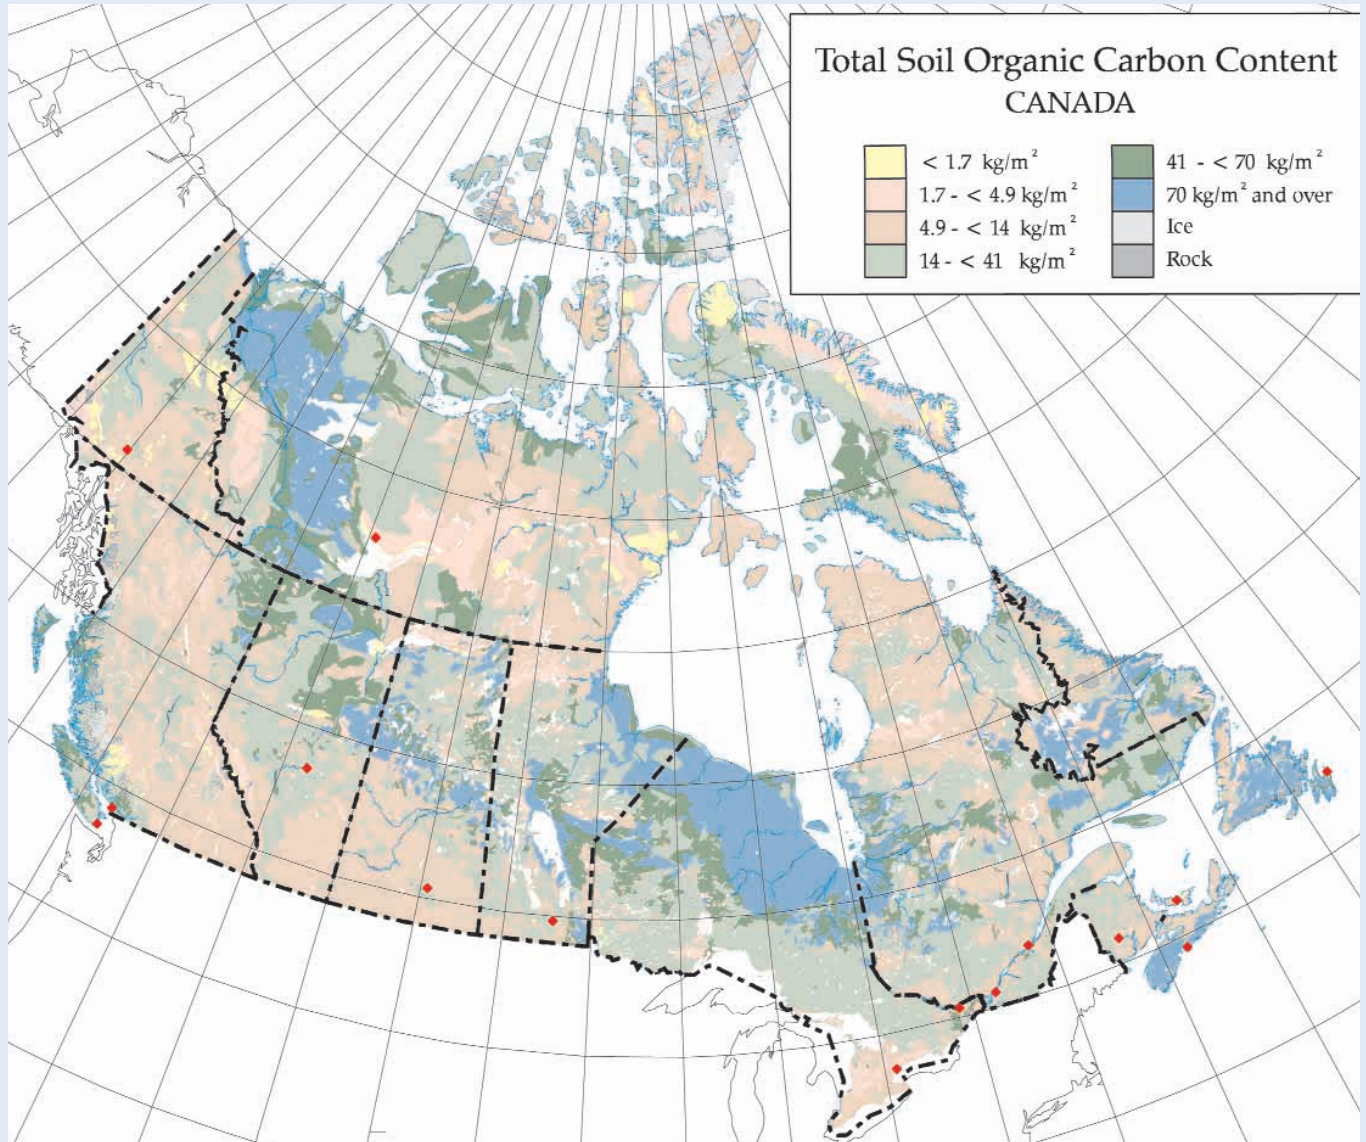 Total Soil Organic Carbon Content
CANADA
< 1.7 kg/m²
1.7 - < 4.9 kg/m²
4.9 - < 14 kg/m²
14 - < 41 kg/m²
41 - < 70 kg/m²
70 kg/m² and over
Ice
Rock